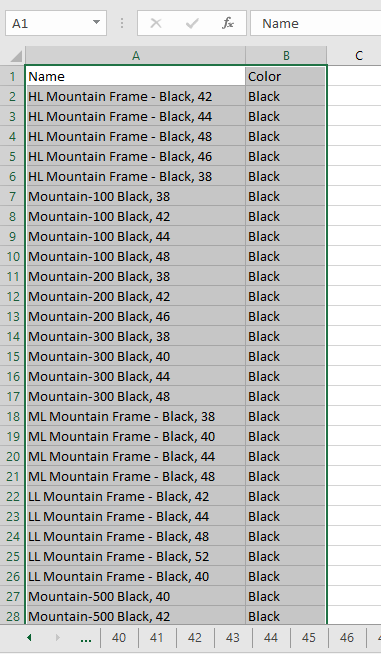 A1 fx Name
A B C
1 Name Color
2 HL Mountain Frame - Black, 42 Black
3 HL Mountain Frame - Black, 44 Black
4 HL Mountain Frame - Black, 48 Black
5 HL Mountain Frame - Black, 46 Black
6 HL Mountain Frame - Black, 38 Black
7 Mountain-100 Black, 38 Black
8 Mountain-100 Black, 42 Black
9 Mountain-100 Black, 44 Black
10 Mountain-100 Black, 48 Black
11 Mountain-200 Black, 38 Black
12 Mountain-200 Black, 42 Black
13 Mountain-200 Black, 46 Black
14 Mountain-300 Black, 38 Black
15 Mountain-300 Black, 40 Black
16 Mountain-300 Black, 44 Black
17 Mountain-300 Black, 48 Black
18 ML Mountain Frame - Black, 38 Black
19 ML Mountain Frame - Black, 40 Black
20 ML Mountain Frame - Black, 44 Black
21 ML Mountain Frame - Black, 48 Black
22 LL Mountain Frame - Black, 42 Black
23 LL Mountain Frame - Black, 44 Black
24 LL Mountain Frame - Black, 48 Black
25 LL Mountain Frame - Black, 52 Black
26 LL Mountain Frame - Black, 40 Black
27 Mountain-500 Black, 40 Black
28 Mountain-500 Black, 42 Black
... 40 41 42 43 44 45 46